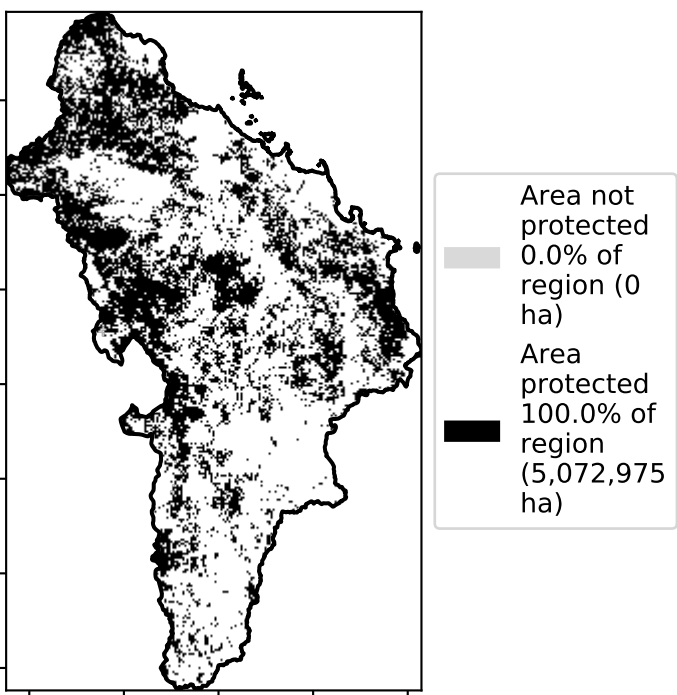 Area not
protected
0.0% of
region (0
ha)
Area
protected
100.0% of
region
(5,072,975
ha)